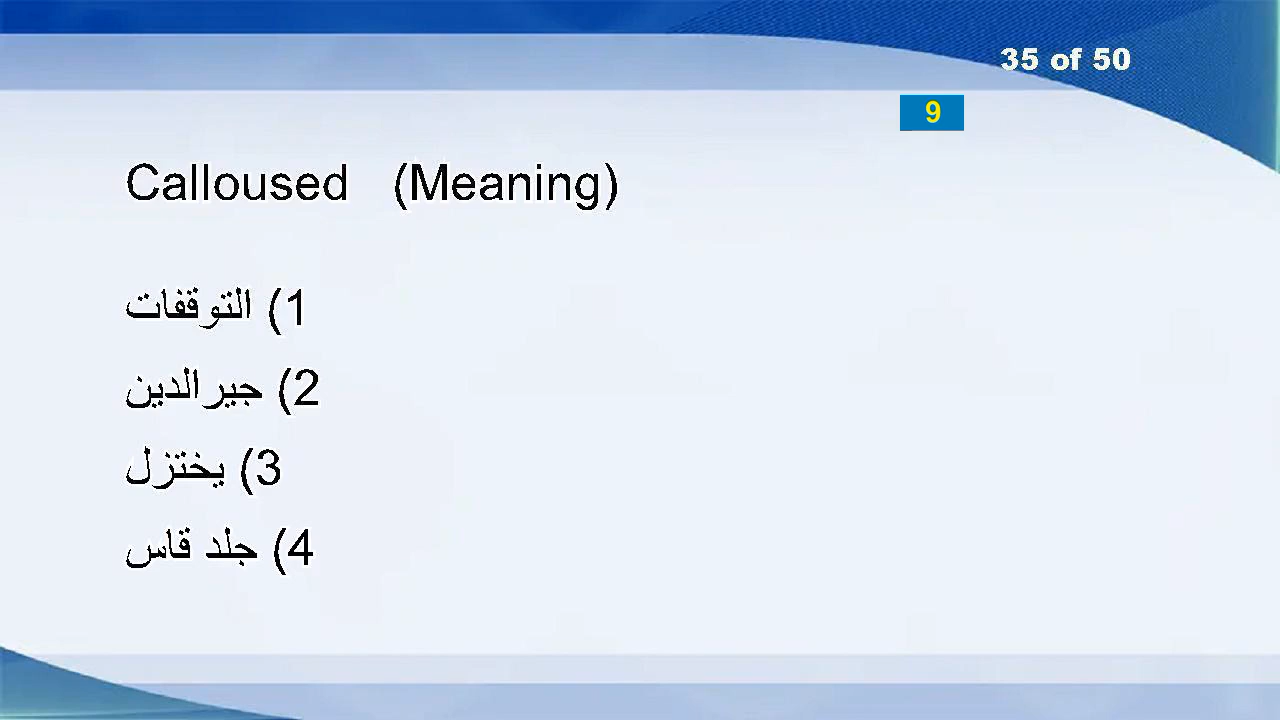 35 of 50
9
Calloused (Meaning)
1) التوقفات
2) جيرالدين
3) يختزل
4) جلد قاس